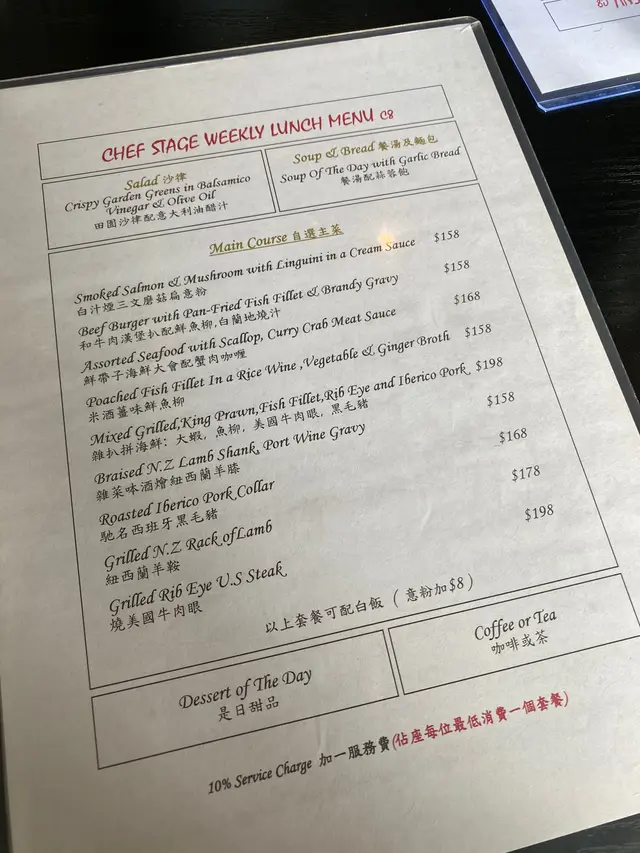 CHEF STAGE WEEKLY LUNCH MENU C8
Salad 沙律
Crispy Garden Greens in Balsamico
Vinegar & Olive Oil
田園沙律配意大利油醋汁
Soup & Bread 餐湯及麵包
Soup Of The Day with Garlic Bread
餐湯配蒜蓉飽
Main Course 自選主菜
Smoked Salmon & Mushroom with Linguini in a Cream Sauce $158
白汁煙三文磨菇扁意粉
Beef Burger with Pan-Fried Fish Fillet & Brandy Gravy $158
和牛肉漢堡扒配鮮魚柳,白蘭地燒汁
Assorted Seafood with Scallop, Curry Crab Meat Sauce $168
鮮帶子海鮮大會配蟹肉咖喱
Poached Fish Fillet In a Rice Wine ,Vegetable & Ginger Broth $158
米酒薑味鮮魚柳
Mixed Grilled,King Prawn,Fish Fillet,Rib Eye and Iberico Pork $198
雜扒拼海鮮: 大蝦, 魚柳, 美國牛肉眼, 黑毛豬
Braised N.Z Lamb Shank, Port Wine Gravy $158
雜菜砵酒燴紐西蘭羊膝
Roasted Iberico Pork Collar $168
馳名西班牙黑毛豬
Grilled N.Z Rack of Lamb $178
紐西蘭羊鞍
Grilled Rib Eye U.S Steak $198
燒美國牛肉眼
以上套餐可配白飯 ( 意粉加$8 )
Dessert of The Day
是日甜品
Coffee or Tea
咖啡或茶
10% Service Charge 加一服務費(佔座每位最低消費一個套餐)